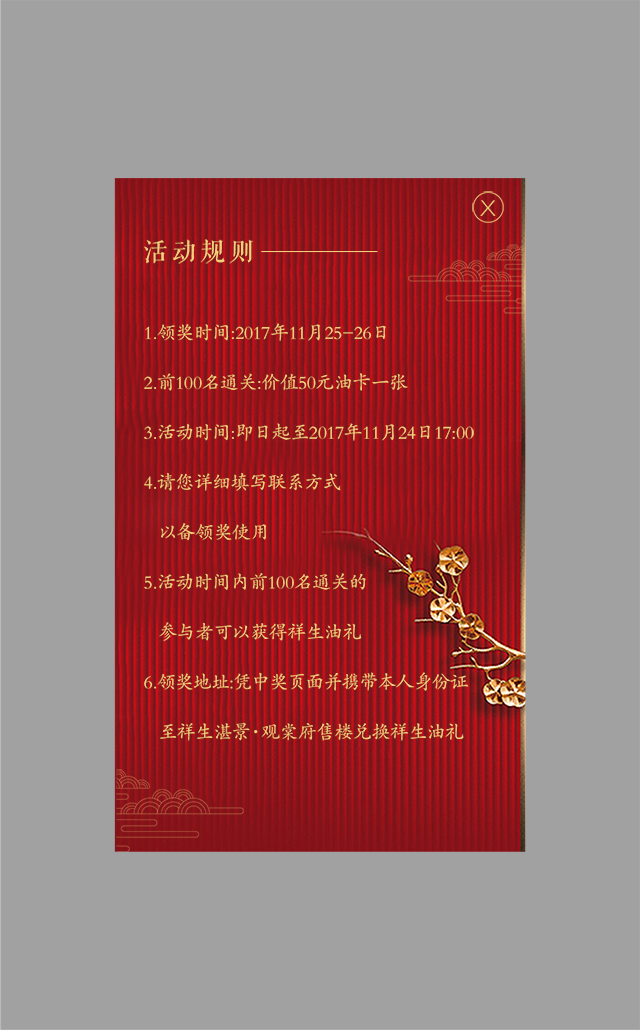 活动规则
1.领奖时间:2017年11月25-26日
2.前100名通关:价值50元油卡一张
3.活动时间:即日起至2017年11月24日17:00
4.请您详细填写联系方式
以备领奖使用
5.活动时间内前100名通关的
参与者可以获得祥生油礼
6.领奖地址:凭中奖页面并携带本人身份证
至祥生湛景·观棠府售楼兑换祥生油礼